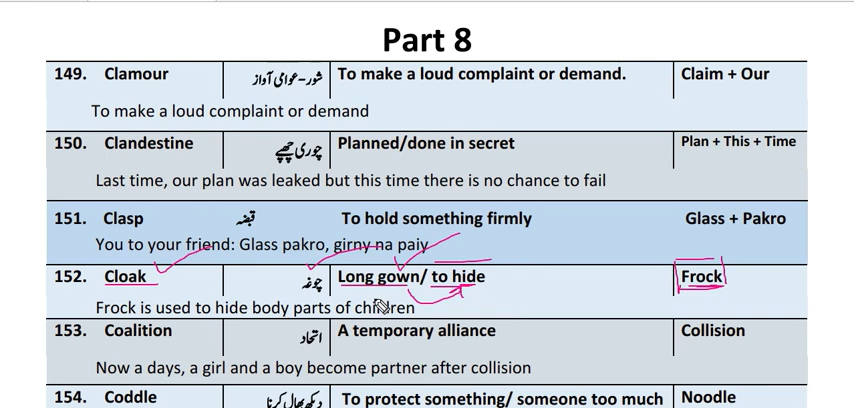 Part 8
149. Clamour شور-عوامی آواز To make a loud complaint or demand. Claim + Our
To make a loud complaint or demand
150. Clandestine چوری چھپے Planned/done in secret Plan + This + Time
Last time, our plan was leaked but this time there is no chance to fail
151. Clasp قبضہ To hold something firmly Glass + Pakro
You to your friend: Glass pakro, girny na paiy
152. Cloak چوغہ Long gown/ to hide Frock
Frock is used to hide body parts of children
153. Coalition اتحاد A temporary alliance Collision
Now a days, a girl and a boy become partner after collision
154. Coddle دیکھ بھال کرنا To protect something/ someone too much Noodle